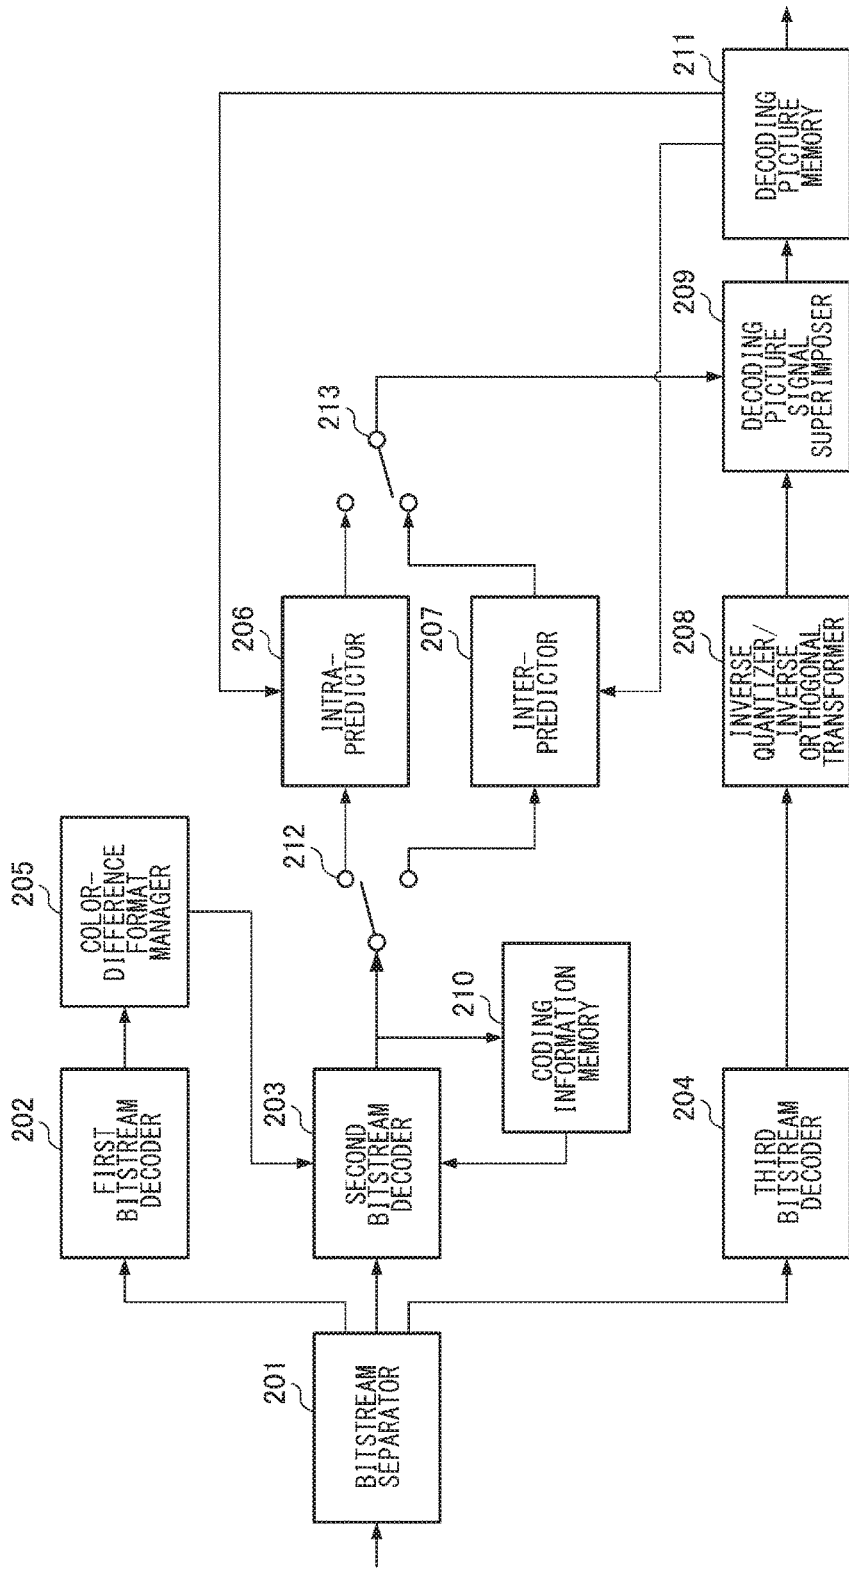 201
BITSTREAM
SEPARATOR
202
FIRST
BITSTREAM
DECODER
203
SECOND
BITSTREAM
DECODER
204
THIRD
BITSTREAM
DECODER
205
COLOR-
DIFFERENCE
FORMAT
MANAGER
210
CODING
INFORMATION
MEMORY
212
206
INTRA-
PREDICTOR
207
INTER-
PREDICTOR
208
INVERSE
QUANTIZER/
INVERSE
ORTHOGONAL
TRANSFORMER
213
209
DECODING
PICTURE
SIGNAL
SUPERIMPOSER
211
DECODING
PICTURE
MEMORY